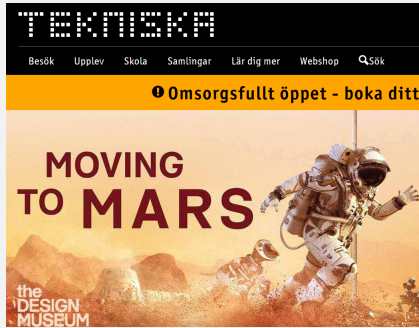 TEKNISKA
Besök Upplev Skola Samlingar Lär dig mer Webshop Sök
Omsorgsfullt öppet - boka ditt
MOVING
TO MARS
the
DESIGN
MUSEUM